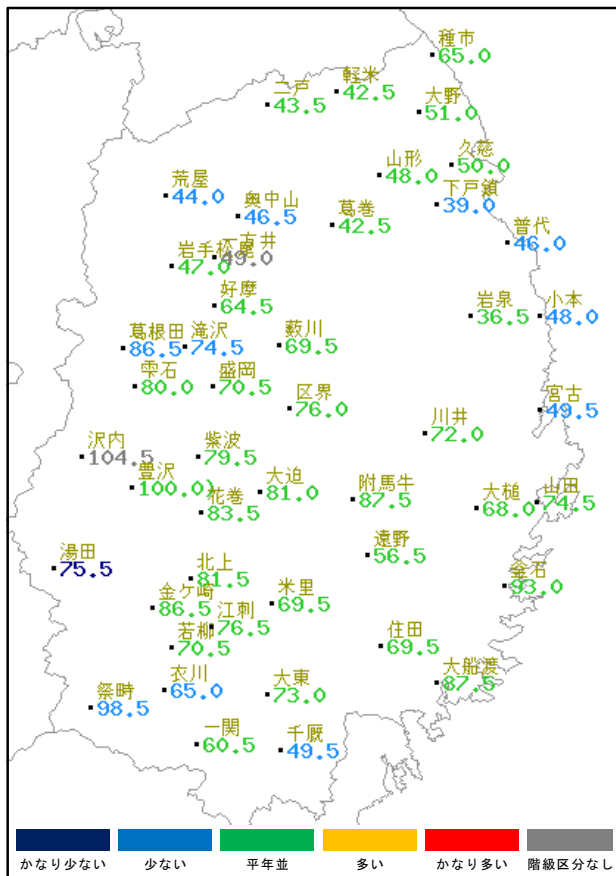 種市
65.0
軽米
42.5
二戸
43.5
大野
51.0
久慈
50.0
山形
48.0
荒屋
44.0
下戸鎖
39.0
奥中山
46.5
葛巻
42.5
普代
46.0
一方井
49.0
岩手松尾
47.0
好摩
64.5
岩泉
36.5
小本
48.0
葛根田
86.5
滝沢
74.5
薮川
69.5
雫石
80.0
盛岡
70.5
区界
76.0
宮古
49.5
川井
72.0
沢内
104.5
紫波
79.5
豊沢
100.0)
大迫
81.0
花巻
83.5
附馬牛
87.5
大槌
68.0
山田
74.5
遠野
56.5
湯田
75.5
北上
81.5
釜石
93.0
金ケ崎
86.5
米里
69.5
江刺
76.5
若柳
70.5
住田
69.5
衣川
65.0
大東
73.0
大船渡
87.5
祭畤
98.5
一関
60.5
千厩
49.5
かなり少ない 少ない 平年並 多い かなり多い 階級区分なし